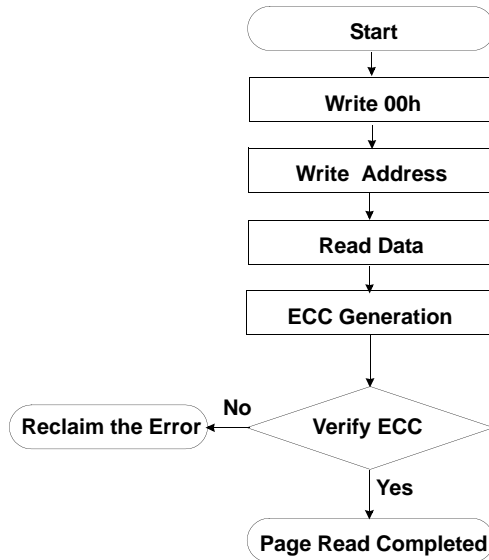 Start
Write 00h
Write Address
Read Data
ECC Generation
No
Reclaim the Error
Verify ECC
Yes
Page Read Completed